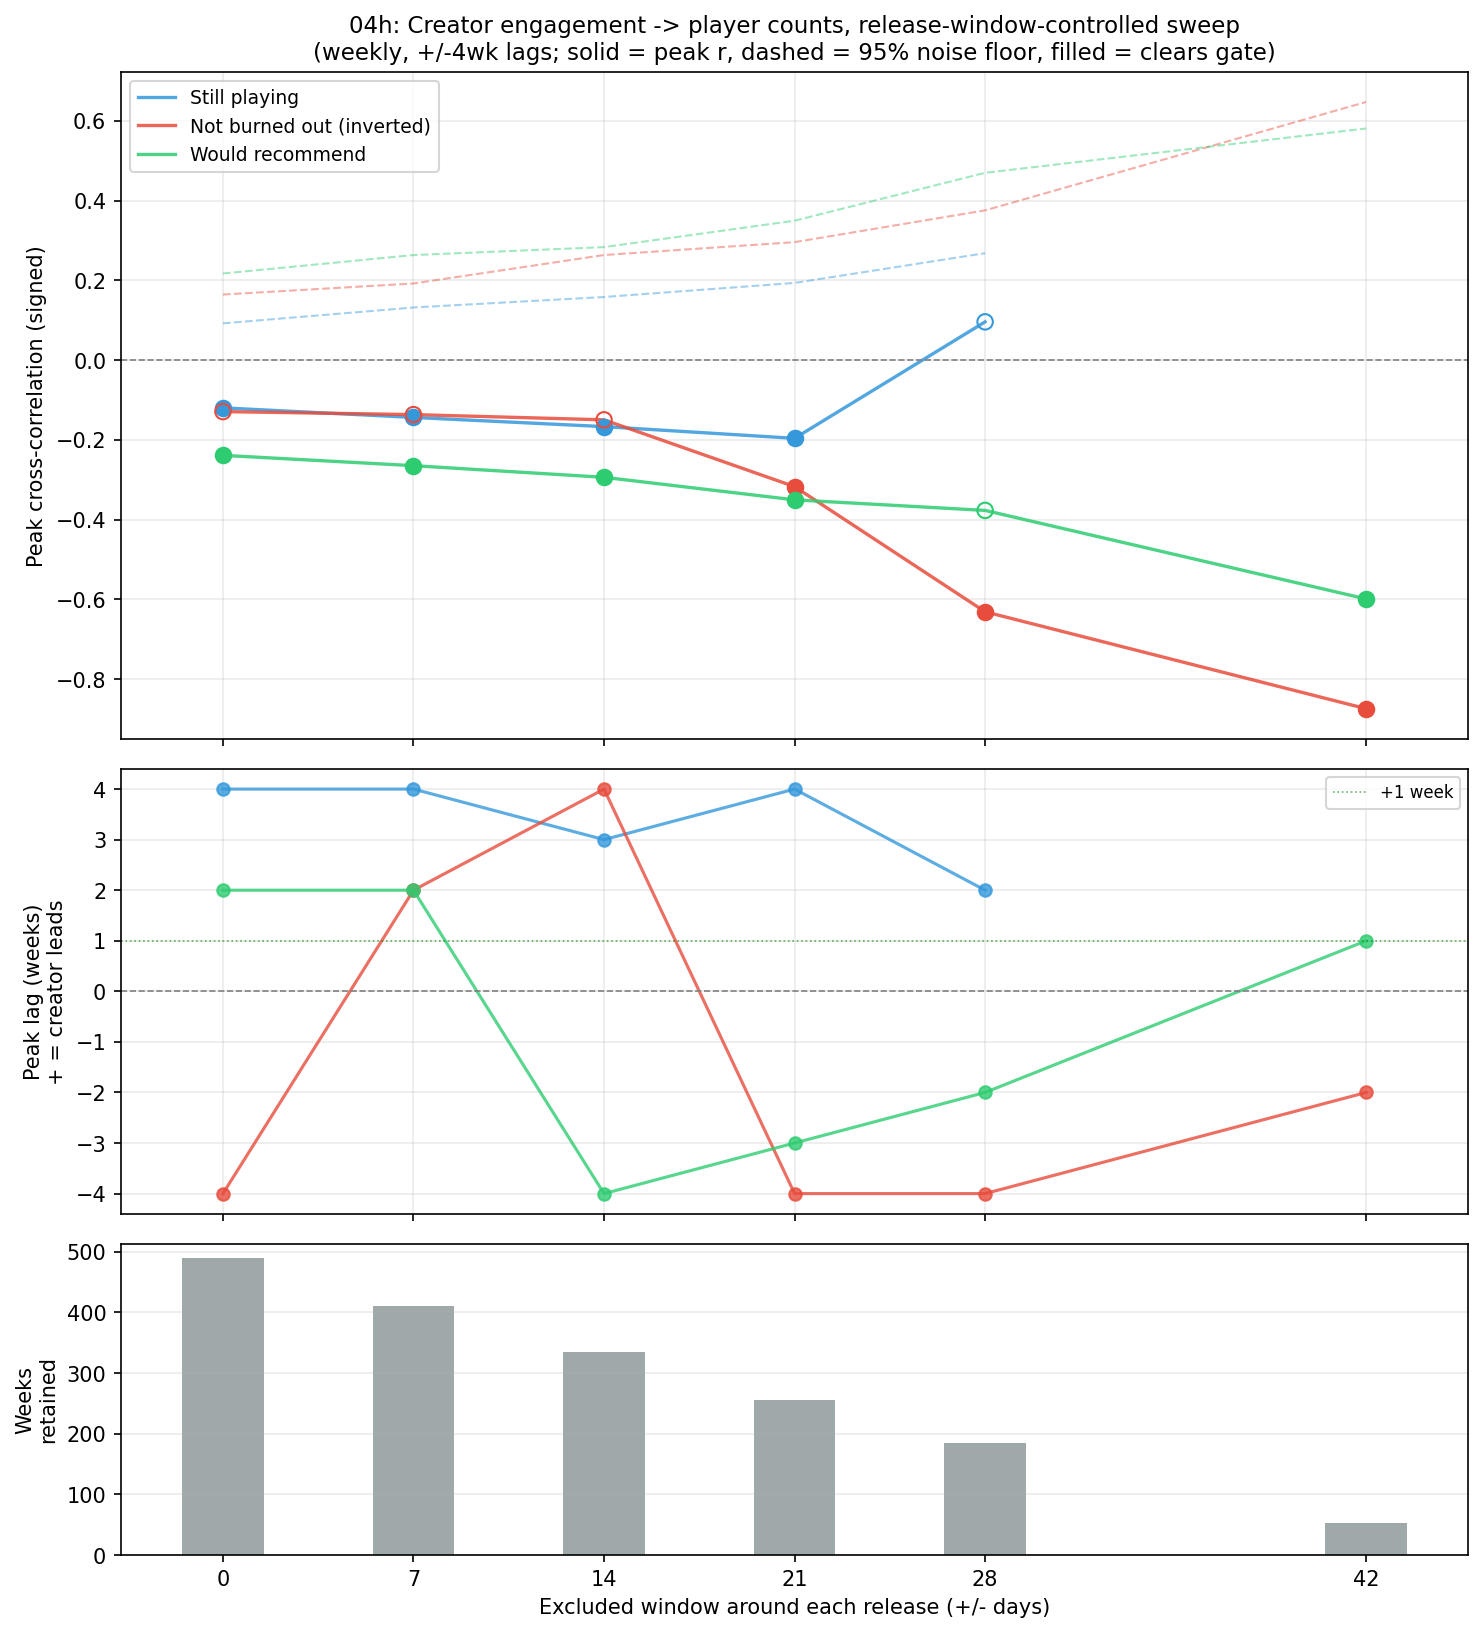 04h: Creator engagement -> player counts, release-window-controlled sweep
(weekly, +/-4wk lags; solid = peak r, dashed = 95% noise floor, filled = clears gate)
Still playing
Not burned out (inverted)
Would recommend
Peak cross-correlation (signed)
0.6
0.4
0.2
0.0
−0.2
−0.4
−0.6
−0.8
+1 week
Peak lag (weeks)
+ = creator leads
4
3
2
1
0
−1
−2
−3
−4
Weeks
retained
500
400
300
200
100
0
0 7 14 21 28 42
Excluded window around each release (+/- days)